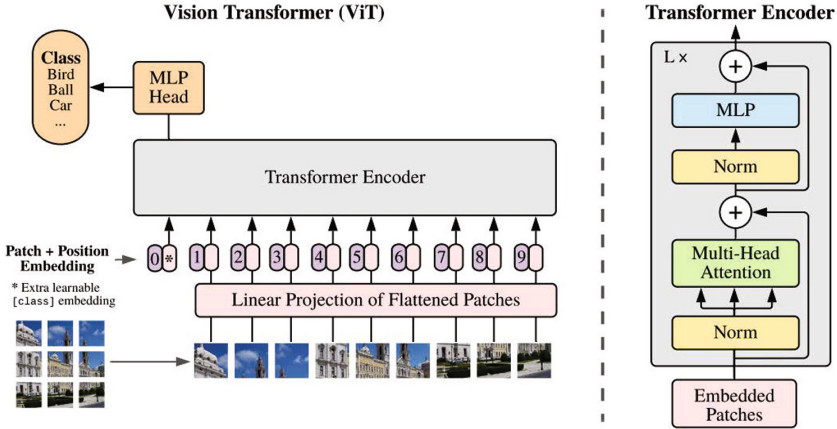 Vision Transformer (ViT)
Class
Bird
Ball
Car
...
MLP
Head
Transformer Encoder
Patch + Position
Embedding
0 * 1 2 3 4 5 6 7 8 9
* Extra learnable
[class] embedding
Linear Projection of Flattened Patches
Transformer Encoder
L ×
+
MLP
Norm
+
Multi-Head
Attention
Norm
Embedded
Patches